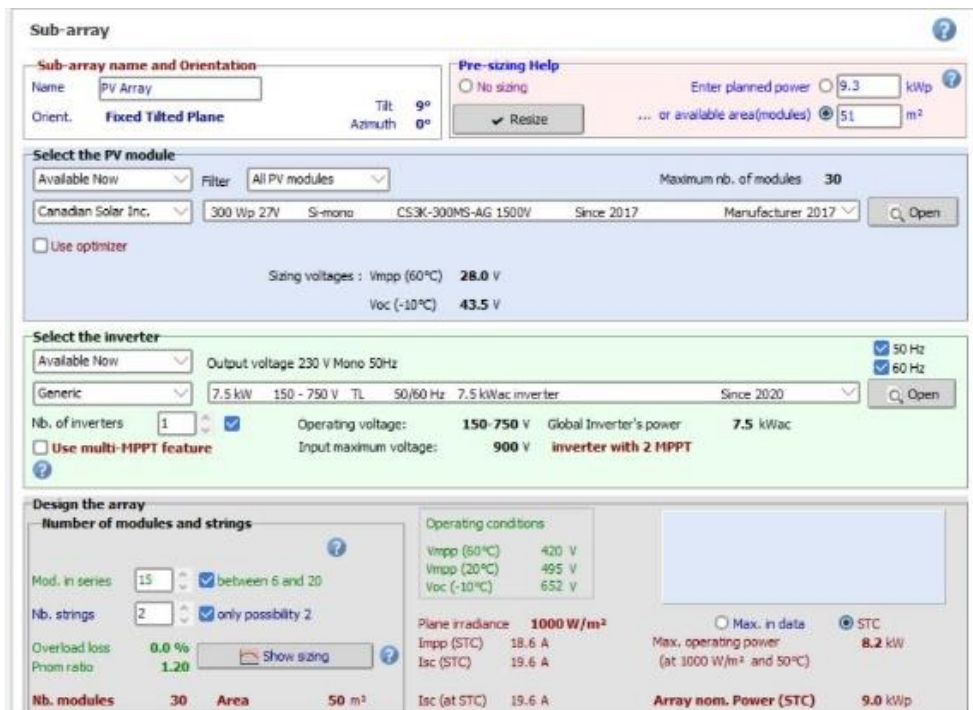 Sub-array
Sub-array name and Orientation
Name PV Array
Orient. Fixed Tilted Plane
Tilt 9°
Azimuth 0°
Pre-sizing Help
No sizing
Enter planned power 9.3 kWp
Resize
... or available area(modules) 51 m²
Select the PV module
Available Now Filter All PV modules Maximum nb. of modules 30
Canadian Solar Inc. 300 Wp 27V Si-mono CS3K-300MS-AG 1500V Since 2017 Manufacturer 2017 Open
Use optimizer
Sizing voltages : Vmpp (60°C) 28.0 V
Voc (-10°C) 43.5 V
Select the inverter
Available Now Output voltage 230 V Mono 50Hz
50 Hz
60 Hz
Generic 7.5 kW 150 - 750 V TL 50/60 Hz 7.5 kWac inverter Since 2020 Open
Nb. of inverters 1 Operating voltage: 150-750 V Global Inverter's power 7.5 kWac
Use multi-MPPT feature Input maximum voltage: 900 V inverter with 2 MPPT
Design the array
Number of modules and strings
Mod. in series 15 between 6 and 20
Nb. strings 2 only possibility 2
Overload loss 0.0 %
Pnom ratio 1.20
Show sizing
Nb. modules 30 Area 50 m²
Operating conditions
Vmpp (60°C) 420 V
Vmpp (20°C) 495 V
Voc (-10°C) 652 V
Plane irradiance 1000 W/m²
Impp (STC) 18.6 A
Isc (STC) 19.6 A
Isc (at STC) 19.6 A
Max. in data STC
Max. operating power 8.2 kW
(at 1000 W/m² and 50°C)
Array nom. Power (STC) 9.0 kWp